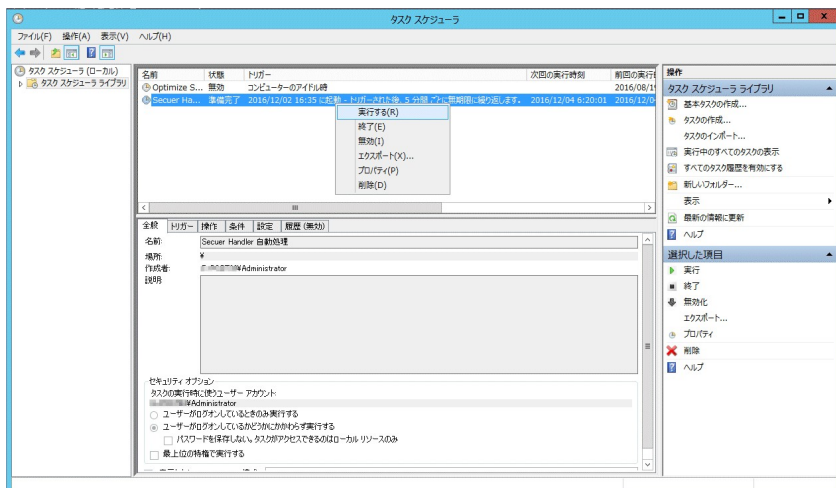 タスク スケジューラ
ファイル(F) 操作(A) 表示(V) ヘルプ(H)
タスク スケジューラ (ローカル)
タスク スケジューラ ライブラリ
名前 状態 トリガー 次回の実行時刻 前回の実行
Optimize S... 無効 コンピューターのアイドル時 2016/08/1
Secuer Ha... 準備完了 2016/12/02 16:35 に起動 - トリガーされた後、5 分間 ごとに無期限に繰り返します。 2016/12/04 6:20:01 2016/12/0
実行する(R)
終了(E)
無効(I)
エクスポート(X)...
プロパティ(P)
削除(D)
全般 トリガー 操作 条件 設定 履歴 (無効)
名前: Secuer Handler 自動処理
場所: ¥
作成者: ¥Administrator
説明:
セキュリティ オプション
タスクの実行時に使うユーザー アカウント:
¥Administrator
ユーザーがログオンしているときのみ実行する
ユーザーがログオンしているかどうかにかかわらず実行する
パスワードを保存しない。タスクがアクセスできるのはローカル リソースのみ
最上位の特権で実行する
操作
タスク スケジューラ ライブラリ
基本タスクの作成...
タスクの作成...
タスクのインポート...
実行中のすべてのタスクの表示
すべてのタスク履歴を有効にする
新しいフォルダー...
表示
最新の情報に更新
ヘルプ
選択した項目
実行
終了
無効化
エクスポート...
プロパティ
削除
ヘルプ